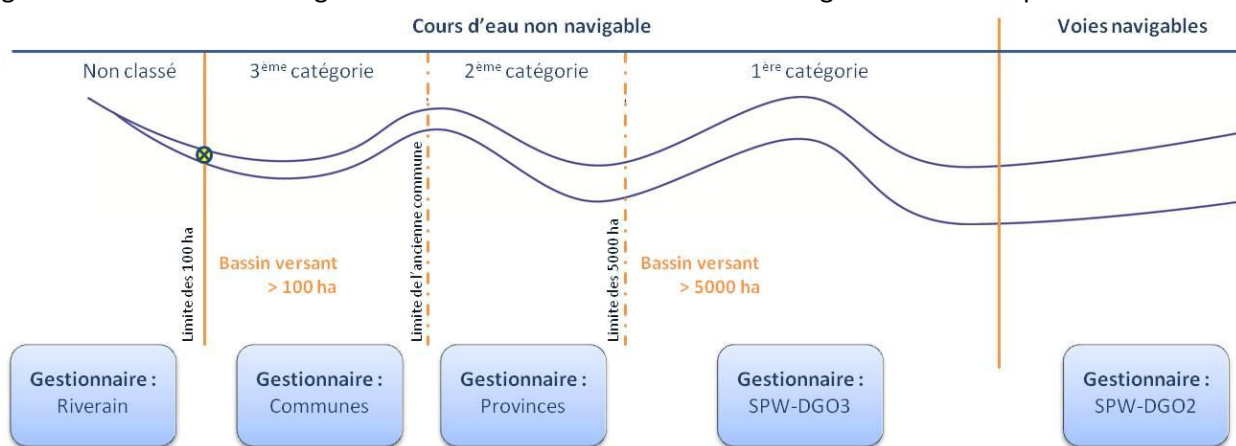 Cours d'eau non navigable
Voies navigables
Non classé
3ème catégorie
2ème catégorie
1ère catégorie
Limite des 100 ha
Bassin versant
> 100 ha
Limite de l'ancienne commune
Limite des 5000 ha
Bassin versant
> 5000 ha
Gestionnaire :
Riverain
Gestionnaire :
Communes
Gestionnaire :
Provinces
Gestionnaire :
SPW-DGO3
Gestionnaire :
SPW-DGO2